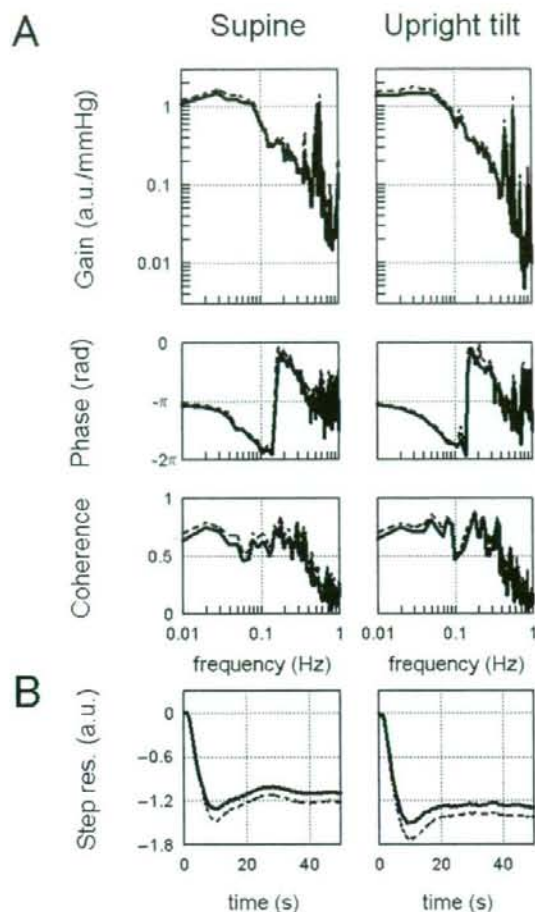 A
Supine
Upright tilt
Gain (a.u./mmHg)
1
0.1
0.01
Phase (rad)
0
-π
-2π
Coherence
1
0.5
0
0.01
0.1
1
0.01
0.1
1
frequency (Hz)
frequency (Hz)
B
Step res. (a.u.)
0
−0.6
−1.2
−1.8
0
20
40
0
20
40
time (s)
time (s)